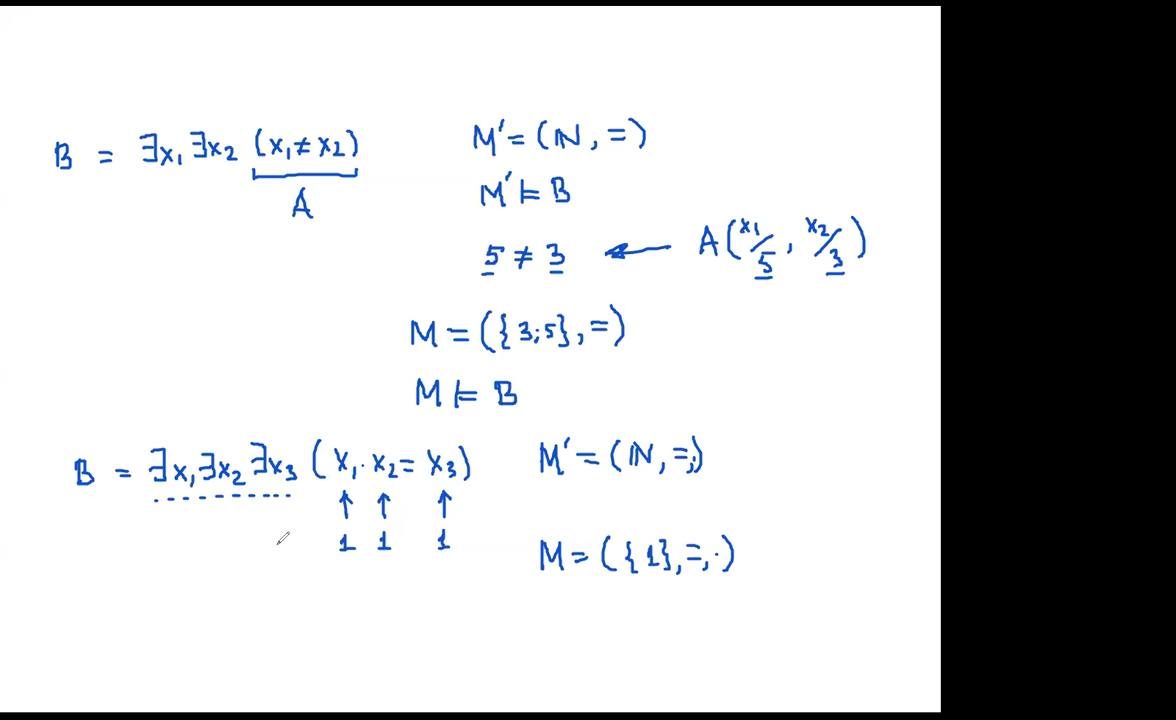 B = ∃x₁ ∃x₂ (x₁ ≠ x₂)
A
M' = (ℕ, =)
M' ⊨ B
5 ≠ 3 ← A(x₁/5, x₂/3)
M = ({3;5}, =)
M ⊨ B
B = ∃x₁ ∃x₂ ∃x₃ (x₁ · x₂ = x₃)
↑ ↑ ↑
1 1 1
M' = (ℕ, =, ·)
M = ({1}, =, ·)